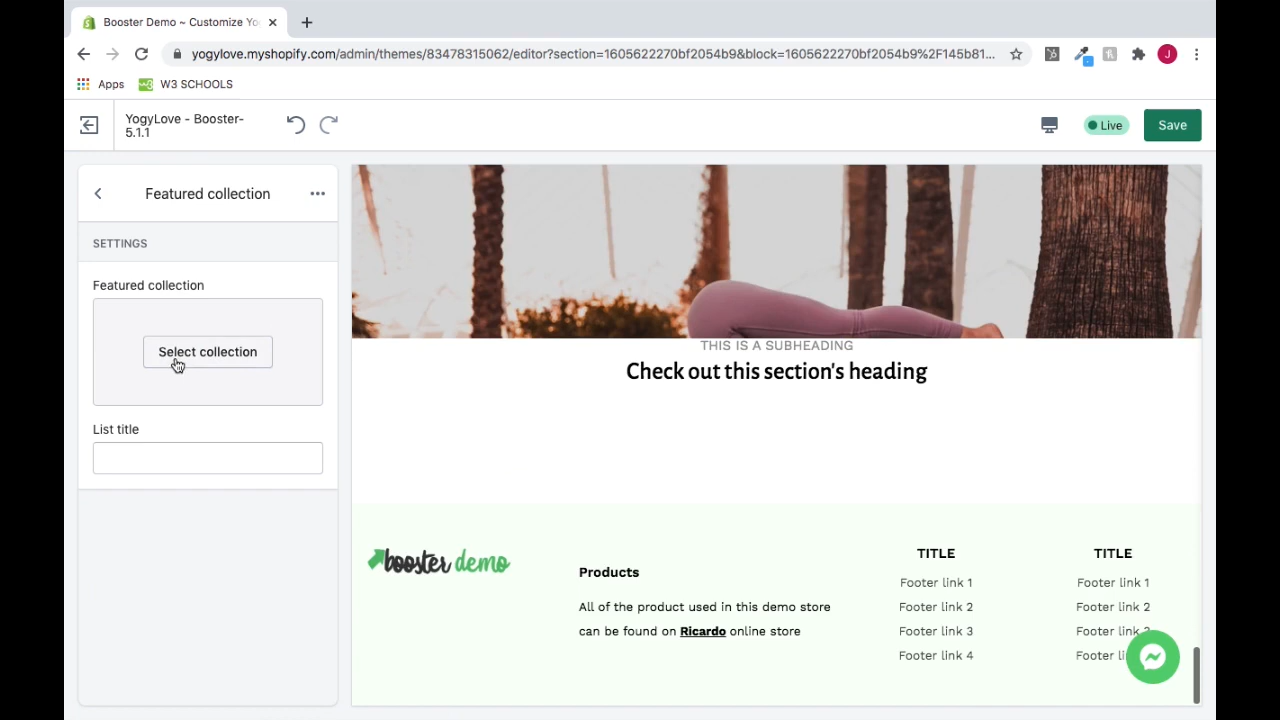 Booster Demo ~ Customize Yo
yogylove.myshopify.com/admin/themes/83478315062/editor?section=1605622270bf2054b9&block=1605622270bf2054b9%2F145b81...
J
Apps
W3 SCHOOLS
YogyLove - Booster-
5.1.1
Live
Save
Featured collection
SETTINGS
Featured collection
Select collection
List title
THIS IS A SUBHEADING
Check out this section's heading
booster demo
Products
All of the product used in this demo store
can be found on Ricardo online store
TITLE
Footer link 1
Footer link 2
Footer link 3
Footer link 4
TITLE
Footer link 1
Footer link 2
Footer link
Footer li